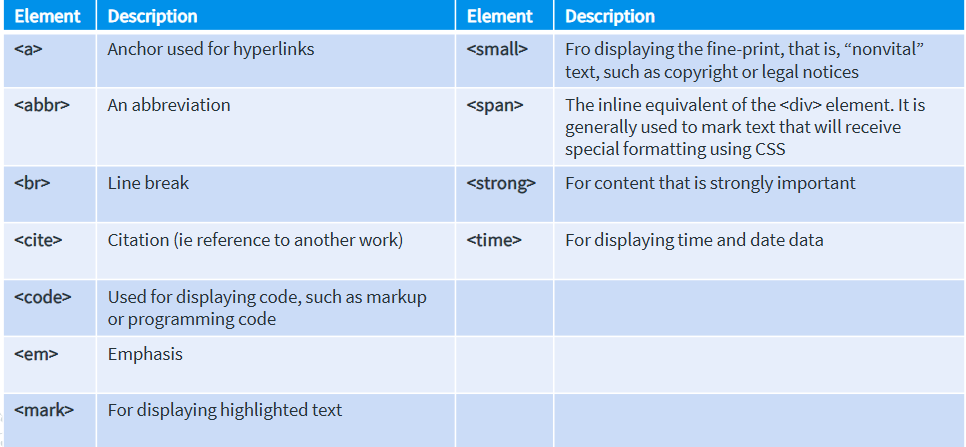 Element Description Element Description
<a> Anchor used for hyperlinks <small> Fro displaying the fine-print, that is, “nonvital”
text, such as copyright or legal notices
<abbr> An abbreviation <span> The inline equivalent of the <div> element. It is
generally used to mark text that will receive
special formatting using CSS
<br> Line break <strong> For content that is strongly important
<cite> Citation (ie reference to another work) <time> For displaying time and date data
<code> Used for displaying code, such as markup
or programming code
<em> Emphasis
<mark> For displaying highlighted text